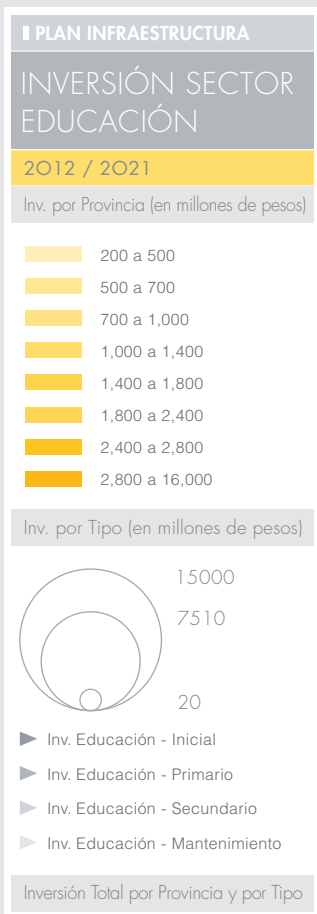 PLAN INFRAESTRUCTURA
INVERSIÓN SECTOR
EDUCACIÓN
2012 / 2021
Inv. por Provincia (en millones de pesos)
200 a 500
500 a 700
700 a 1,000
1,000 a 1,400
1,400 a 1,800
1,800 a 2,400
2,400 a 2,800
2,800 a 16,000
Inv. por Tipo (en millones de pesos)
15000
7510
20
Inv. Educación - Inicial
Inv. Educación - Primario
Inv. Educación - Secundario
Inv. Educación - Mantenimiento
Inversión Total por Provincia y por Tipo